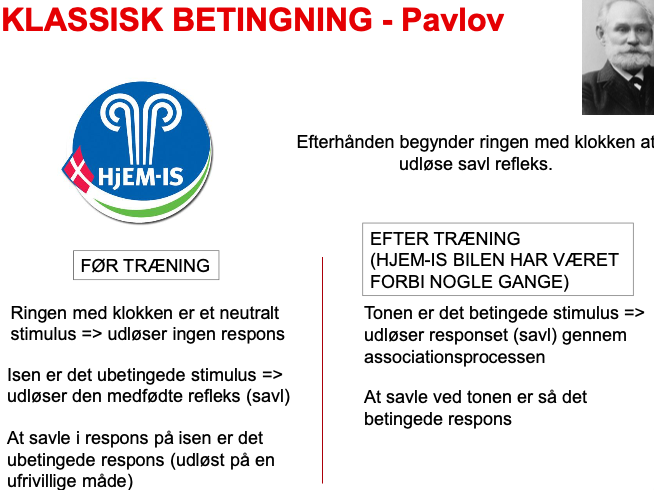 KLASSISK BETINGNING - Pavlov
HjEM-IS
Efterhånden begynder ringen med klokken at
udløse savl refleks.
FØR TRÆNING
Ringen med klokken er et neutralt
stimulus => udløser ingen respons
Isen er det ubetingede stimulus =>
udløser den medfødte refleks (savl)
At savle i respons på isen er det
ubetingede respons (udløst på en
ufrivillige måde)
EFTER TRÆNING
(HJEM-IS BILEN HAR VÆRET
FORBI NOGLE GANGE)
Tonen er det betingede stimulus =>
udløser responset (savl) gennem
associationsprocessen
At savle ved tonen er så det
betingede respons